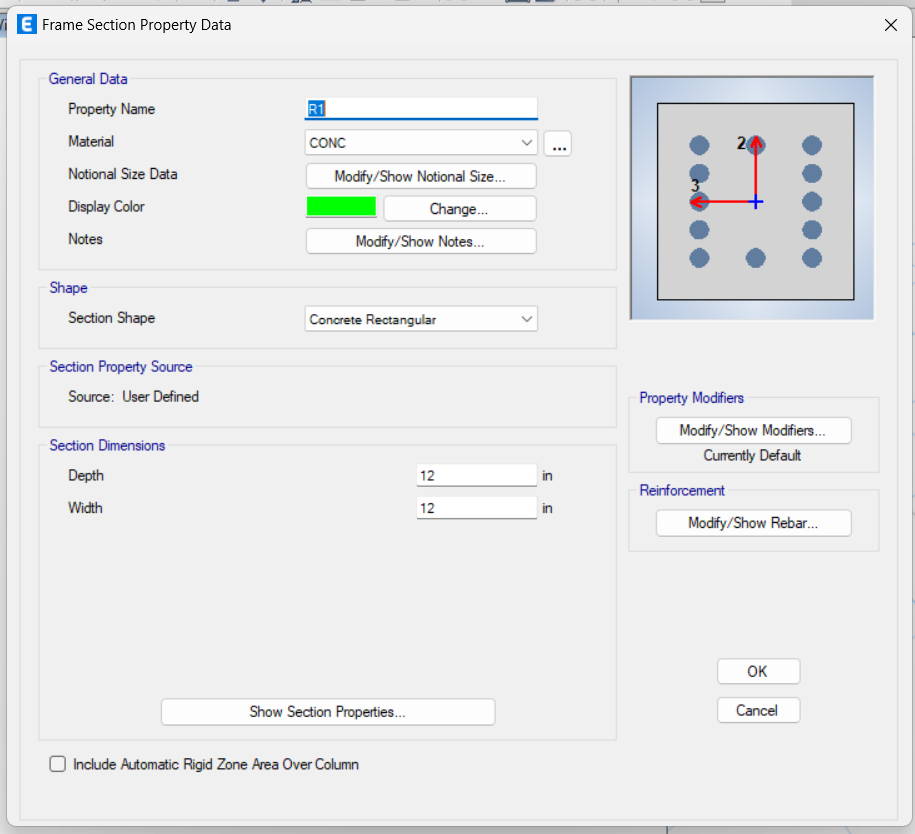 E Frame Section Property Data
General Data
Property Name R1
Material CONC ...
Notional Size Data Modify/Show Notional Size...
Display Color Change...
Notes Modify/Show Notes...
Shape
Section Shape Concrete Rectangular
Section Property Source
Source: User Defined
Section Dimensions
Depth 12 in
Width 12 in
Show Section Properties...
Include Automatic Rigid Zone Area Over Column
2
3
Property Modifiers
Modify/Show Modifiers...
Currently Default
Reinforcement
Modify/Show Rebar...
OK
Cancel